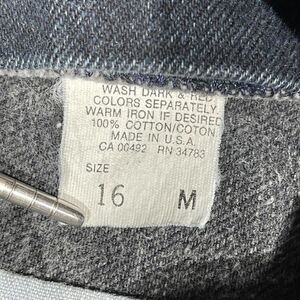 WASH DARK & RED
COLORS SEPARATELY
WARM IRON IF DESIRED
100% COTTON/COTON
MADE IN U.S.A.
CA 00492 RN 34783
SIZE
16 M